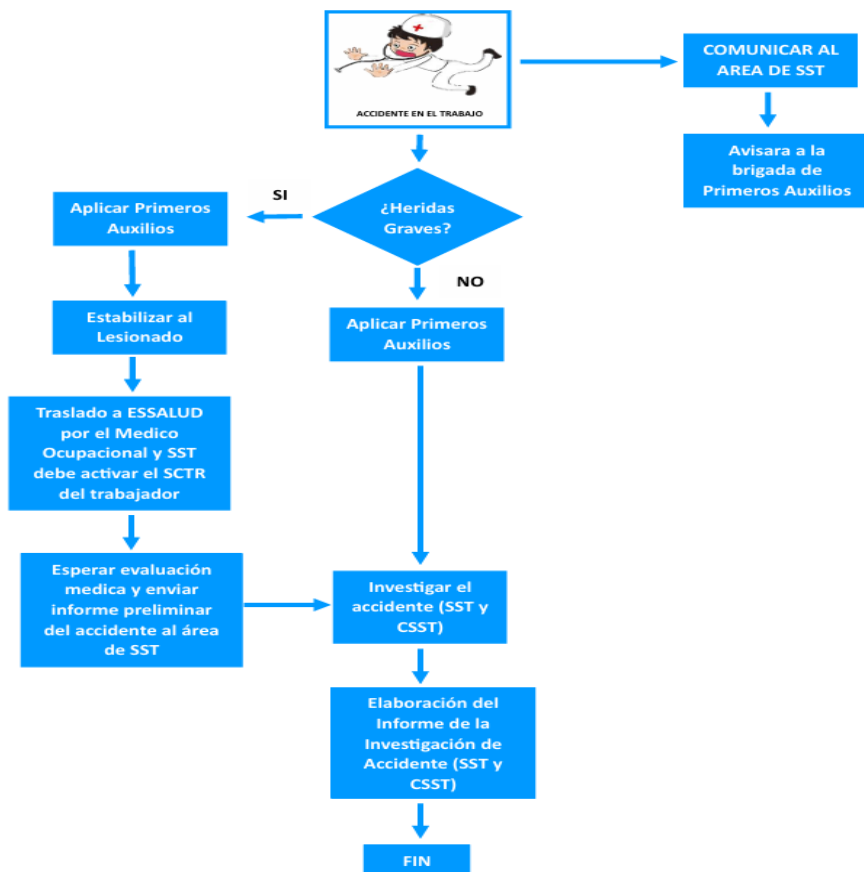 ACCIDENTE EN EL TRABAJO
COMUNICAR AL
AREA DE SST
Avisara a la
brigada de
Primeros Auxilios
¿Heridas
Graves?
SI
Aplicar Primeros
Auxilios
Estabilizar al
Lesionado
Traslado a ESSALUD
por el Medico
Ocupacional y SST
debe activar el SCTR
del trabajador
Esperar evaluación
medica y enviar
informe preliminar
del accidente al área
de SST
NO
Aplicar Primeros
Auxilios
Investigar el
accidente (SST y
CSST)
Elaboración del
Informe de la
Investigación de
Accidente (SST y
CSST)
FIN